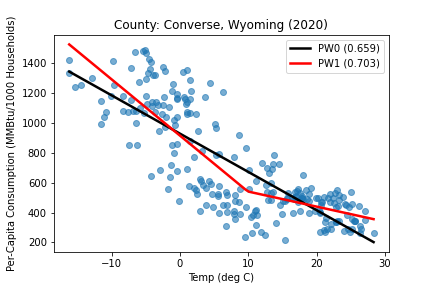 County: Converse, Wyoming (2020)
PW0 (0.659)
PW1 (0.703)
Per-Capita Consumption (MMBtu/1000 Households)
1400
1200
1000
800
600
400
200
−10
0
10
20
30
Temp (deg C)